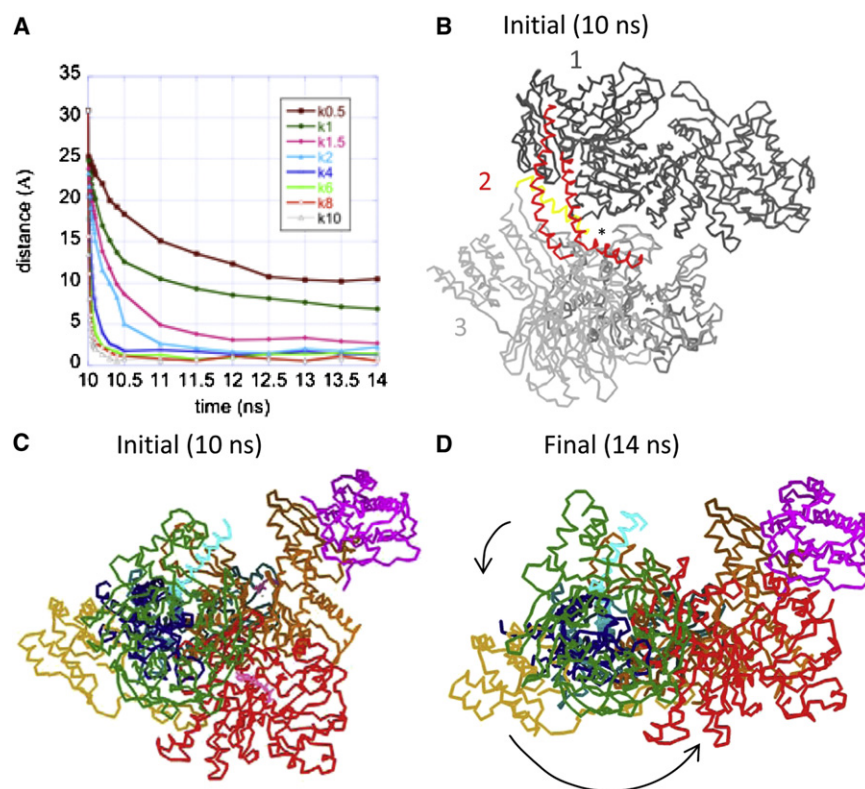 A
35
30
25
20
15
10
5
0
distance (A)
10 10.5 11 11.5 12 12.5 13 13.5 14
time (ns)
k0.5
k1
k1.5
k2
k4
k6
k8
k10
B Initial (10 ns)
1
2
*
3
C Initial (10 ns)
D Final (14 ns)